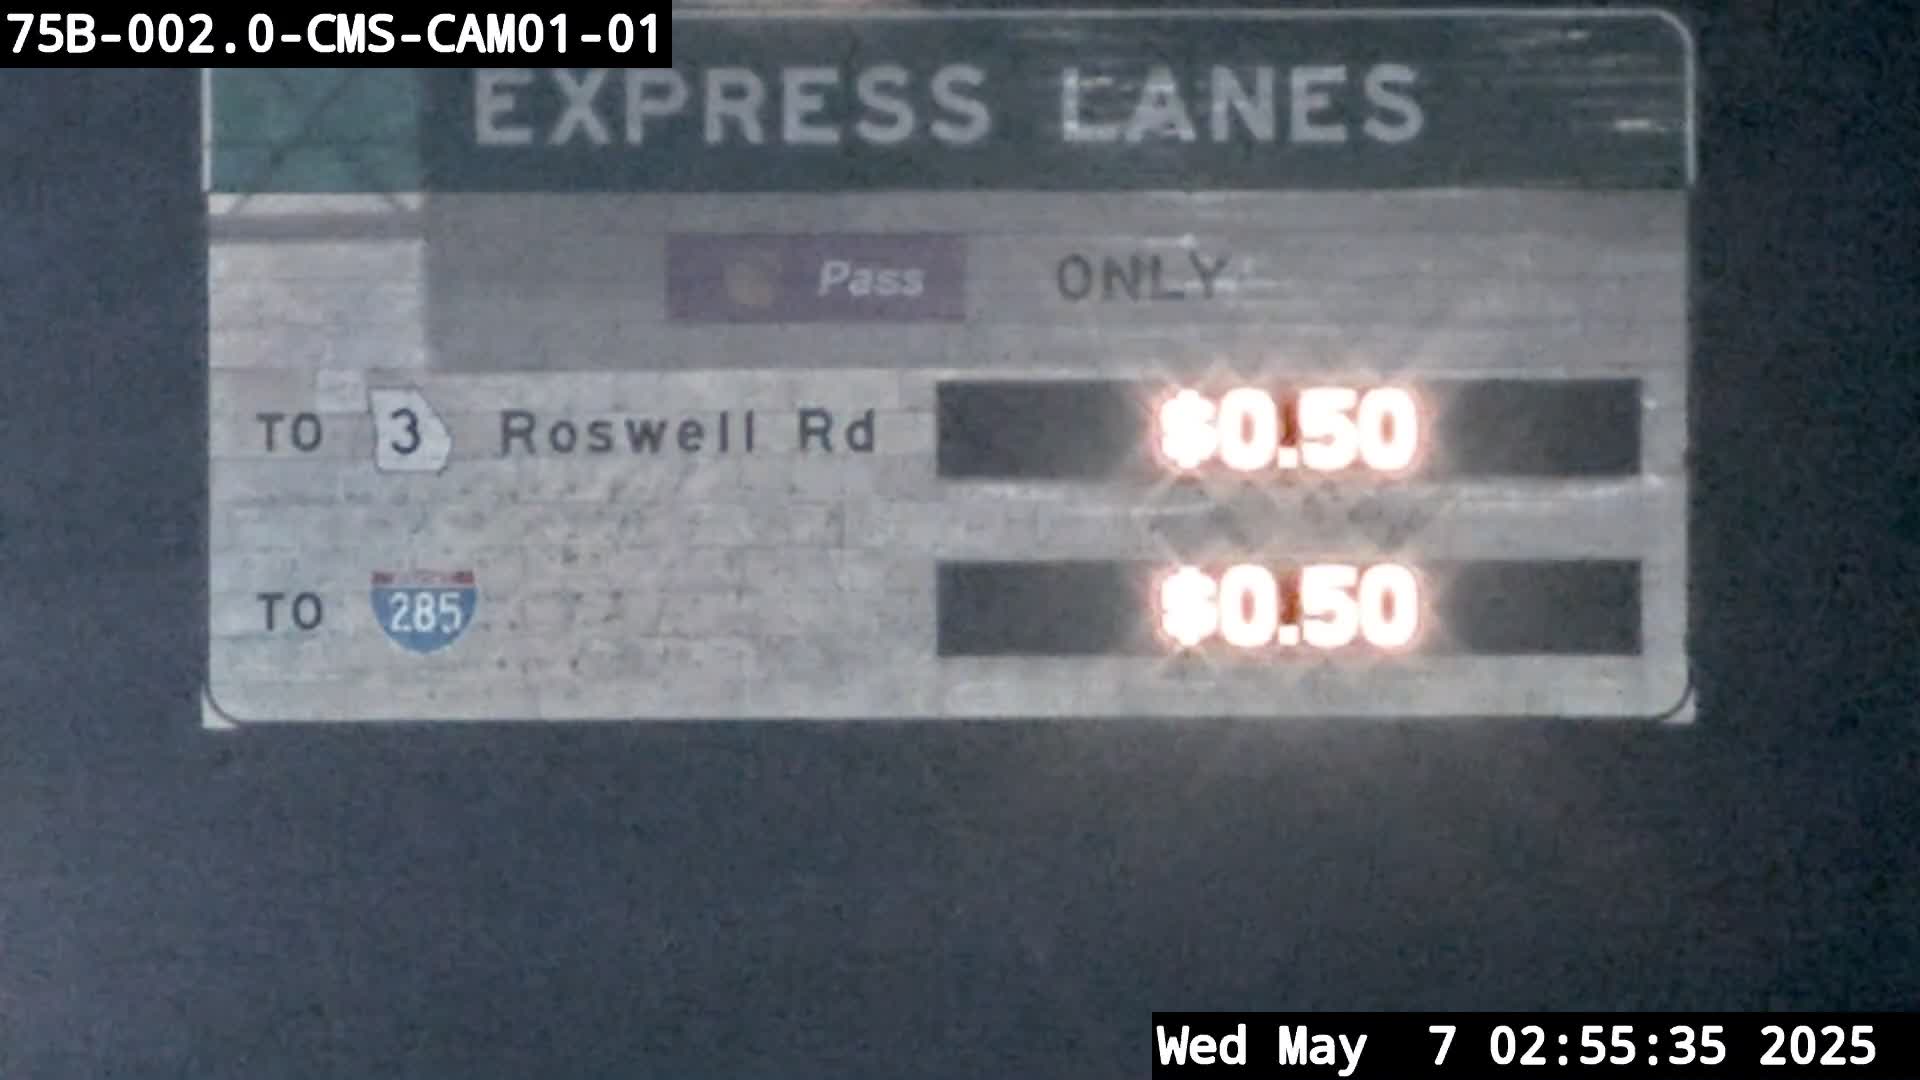 75B-002.0-CMS-CAM01-01
EXPRESS LANES
Pass ONLY
TO 3 Roswell Rd $0.50
TO 285 $0.50
Wed May 7 02:55:35 2025